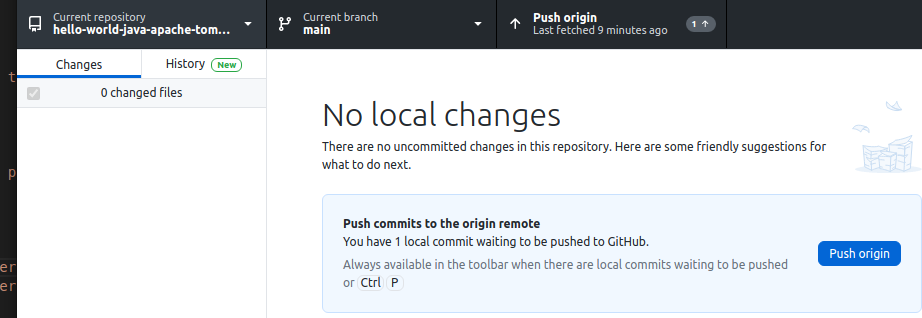 Current repository
hello-world-java-apache-tom...
Current branch
main
Push origin
Last fetched 9 minutes ago
1
Changes
History New
0 changed files
t
p
er
er
No local changes
There are no uncommitted changes in this repository. Here are some friendly suggestions for
what to do next.
Push commits to the origin remote
You have 1 local commit waiting to be pushed to GitHub.
Always available in the toolbar when there are local commits waiting to be pushed
or Ctrl P
Push origin